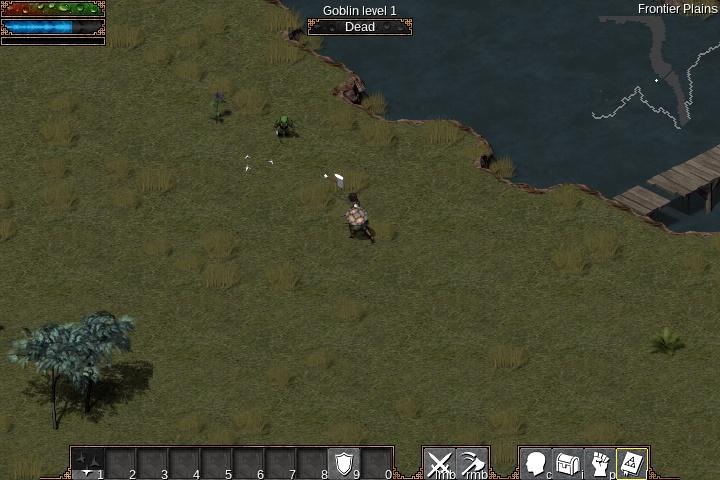 Goblin level 1
Dead
Frontier Plains
1 2 3 4 5 6 7 8 9 0 lmb rmb c i p